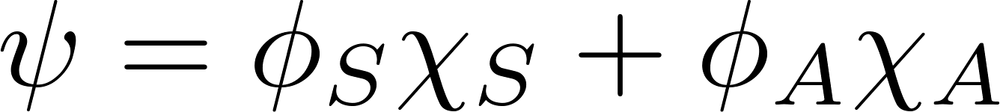 ψ = ϕ_S χ_S + ϕ_A χ_A